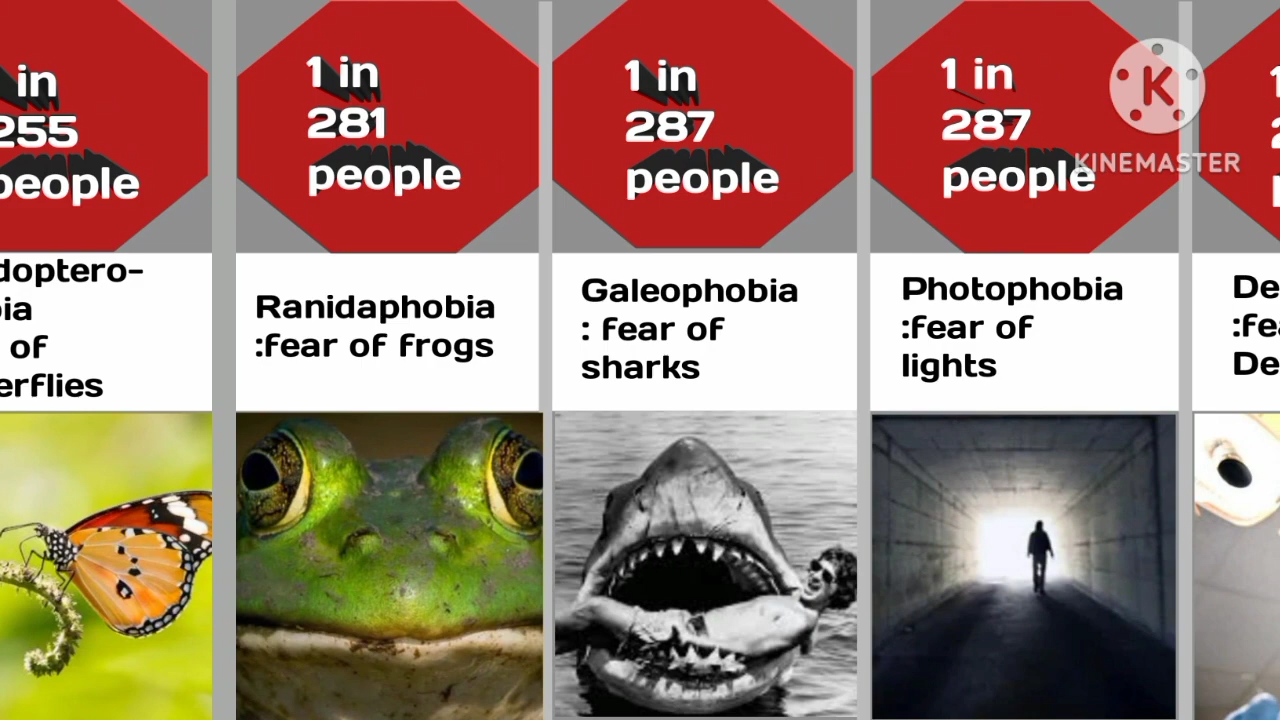 in
255
people
doptero-
bia
of
erflies
1 in
281
people
Ranidaphobia
:fear of frogs
1 in
287
people
Galeophobia
: fear of
sharks
1 in
287
people
Photophobia
:fear of
lights
K
KINEMASTER
De
:fea
De